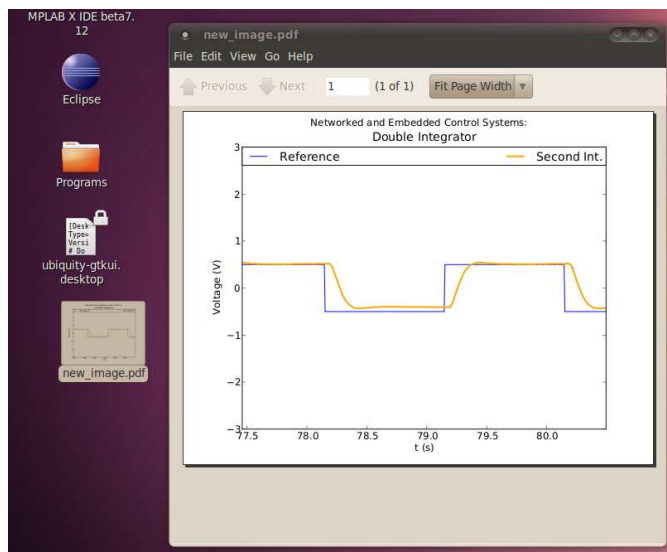 MPLAB X IDE beta7.
12
Eclipse
Programs
[Desk
Type=
Versi
# Do
ubiquity-gtkui.
desktop
new_image.pdf
new_image.pdf
File Edit View Go Help
Previous Next 1 (1 of 1) Fit Page Width
Networked and Embedded Control Systems:
Double Integrator
Reference Second Int.
3
2
1
0
−1
−2
−3
Voltage (V)
77.5 78.0 78.5 79.0 79.5 80.0
t (s)